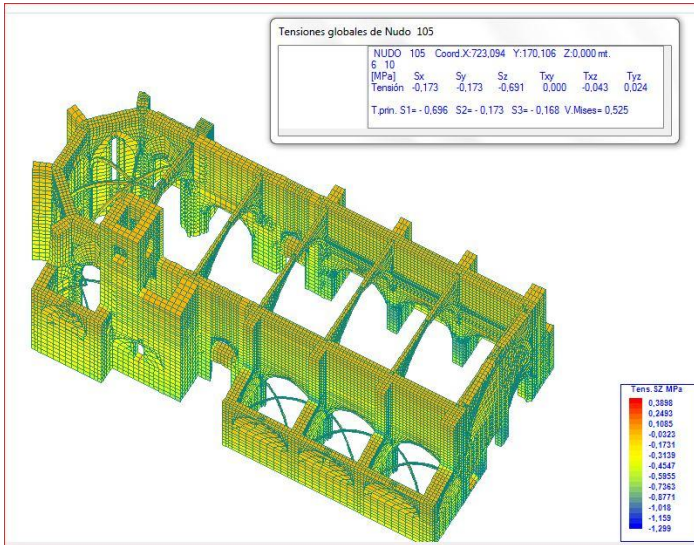 Tensiones globales de Nudo 105
NUDO 105 Coord.X:723,094 Y:170,106 Z:0,000 mt.
6 10
[MPa] Sx Sy Sz Txy Txz Tyz
Tensión -0,173 -0,173 -0,691 0,000 -0,043 0,024
T.prin. S1= - 0,696 S2= - 0,173 S3= - 0,168 V.Mises= 0,525
Tens.SZ MPa
0,3898
0,2493
0,1085
-0,0323
-0,1731
-0,3139
-0,4547
-0,5955
-0,7363
-0,8771
-1,018
-1,159
-1,299